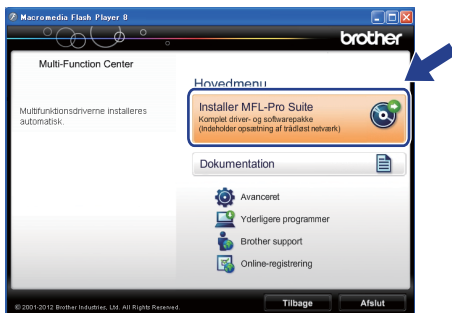 Macromedia Flash Player 8
brother
Multi-Function Center
Multifunktionsdriverne installeres
automatisk.
Hovedmenu
Installer MFL-Pro Suite
Komplet driver- og softwarepakke
(Indeholder opsætning af trådløst netværk)
Dokumentation
Avanceret
Yderligere programmer
Brother support
Online-registrering
© 2001-2012 Brother Industries, Ltd. All Rights Reserved.
Tilbage
Afslut